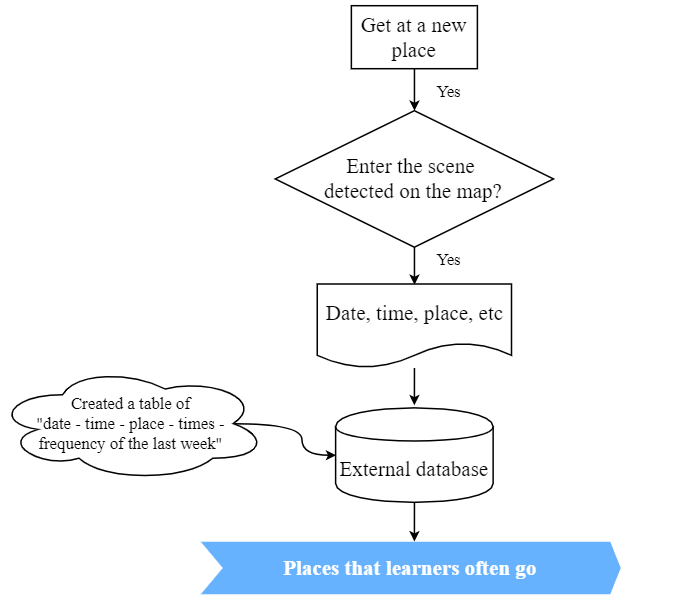 Get at a new
place
Yes
Enter the scene
detected on the map?
Yes
Date, time, place, etc
Created a table of
"date - time - place - times -
frequency of the last week"
External database
Places that learners often go